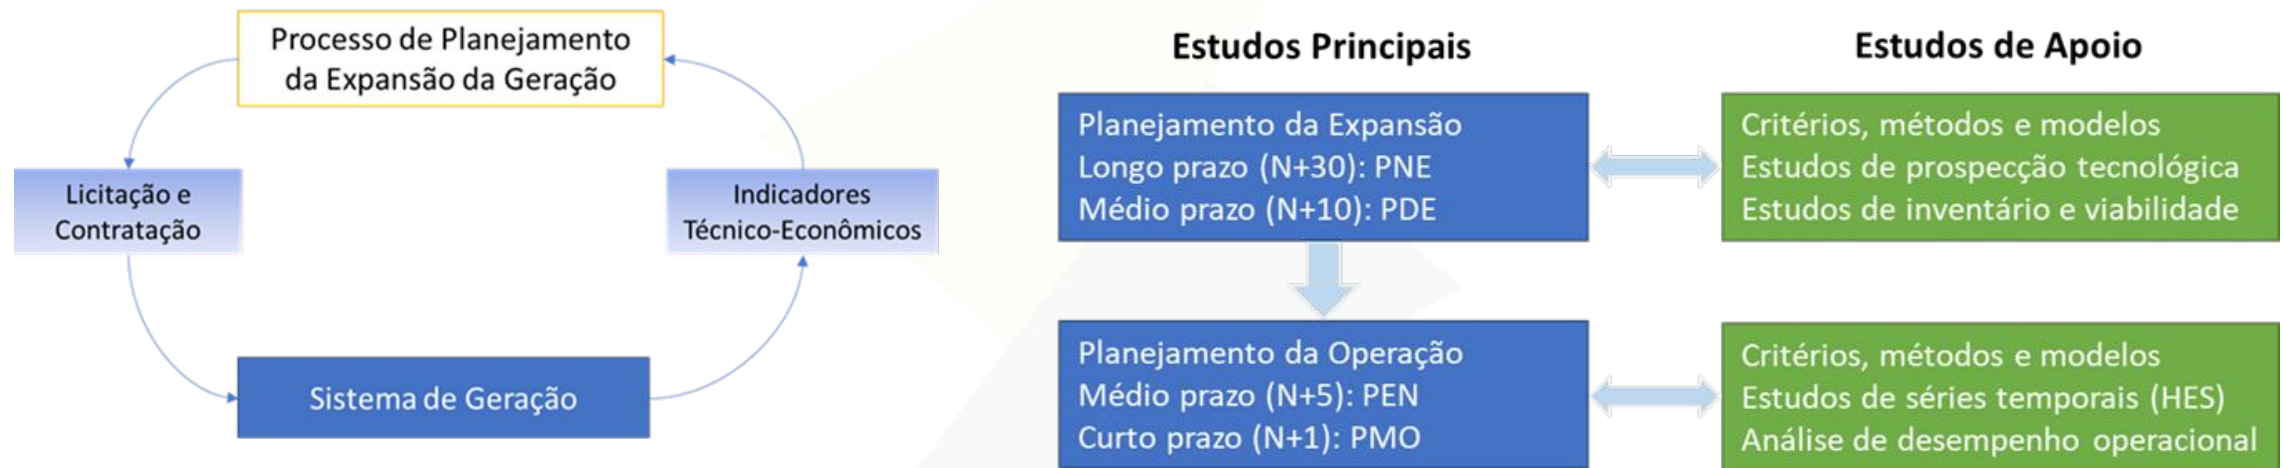 Processo de Planejamento
da Expansão da Geração
Licitação e
Contratação
Indicadores
Técnico-Econômicos
Sistema de Geração
Estudos Principais
Planejamento da Expansão
Longo prazo (N+30): PNE
Médio prazo (N+10): PDE
Planejamento da Operação
Médio prazo (N+5): PEN
Curto prazo (N+1): PMO
Estudos de Apoio
Critérios, métodos e modelos
Estudos de prospecção tecnológica
Estudos de inventário e viabilidade
Critérios, métodos e modelos
Estudos de séries temporais (HES)
Análise de desempenho operacional